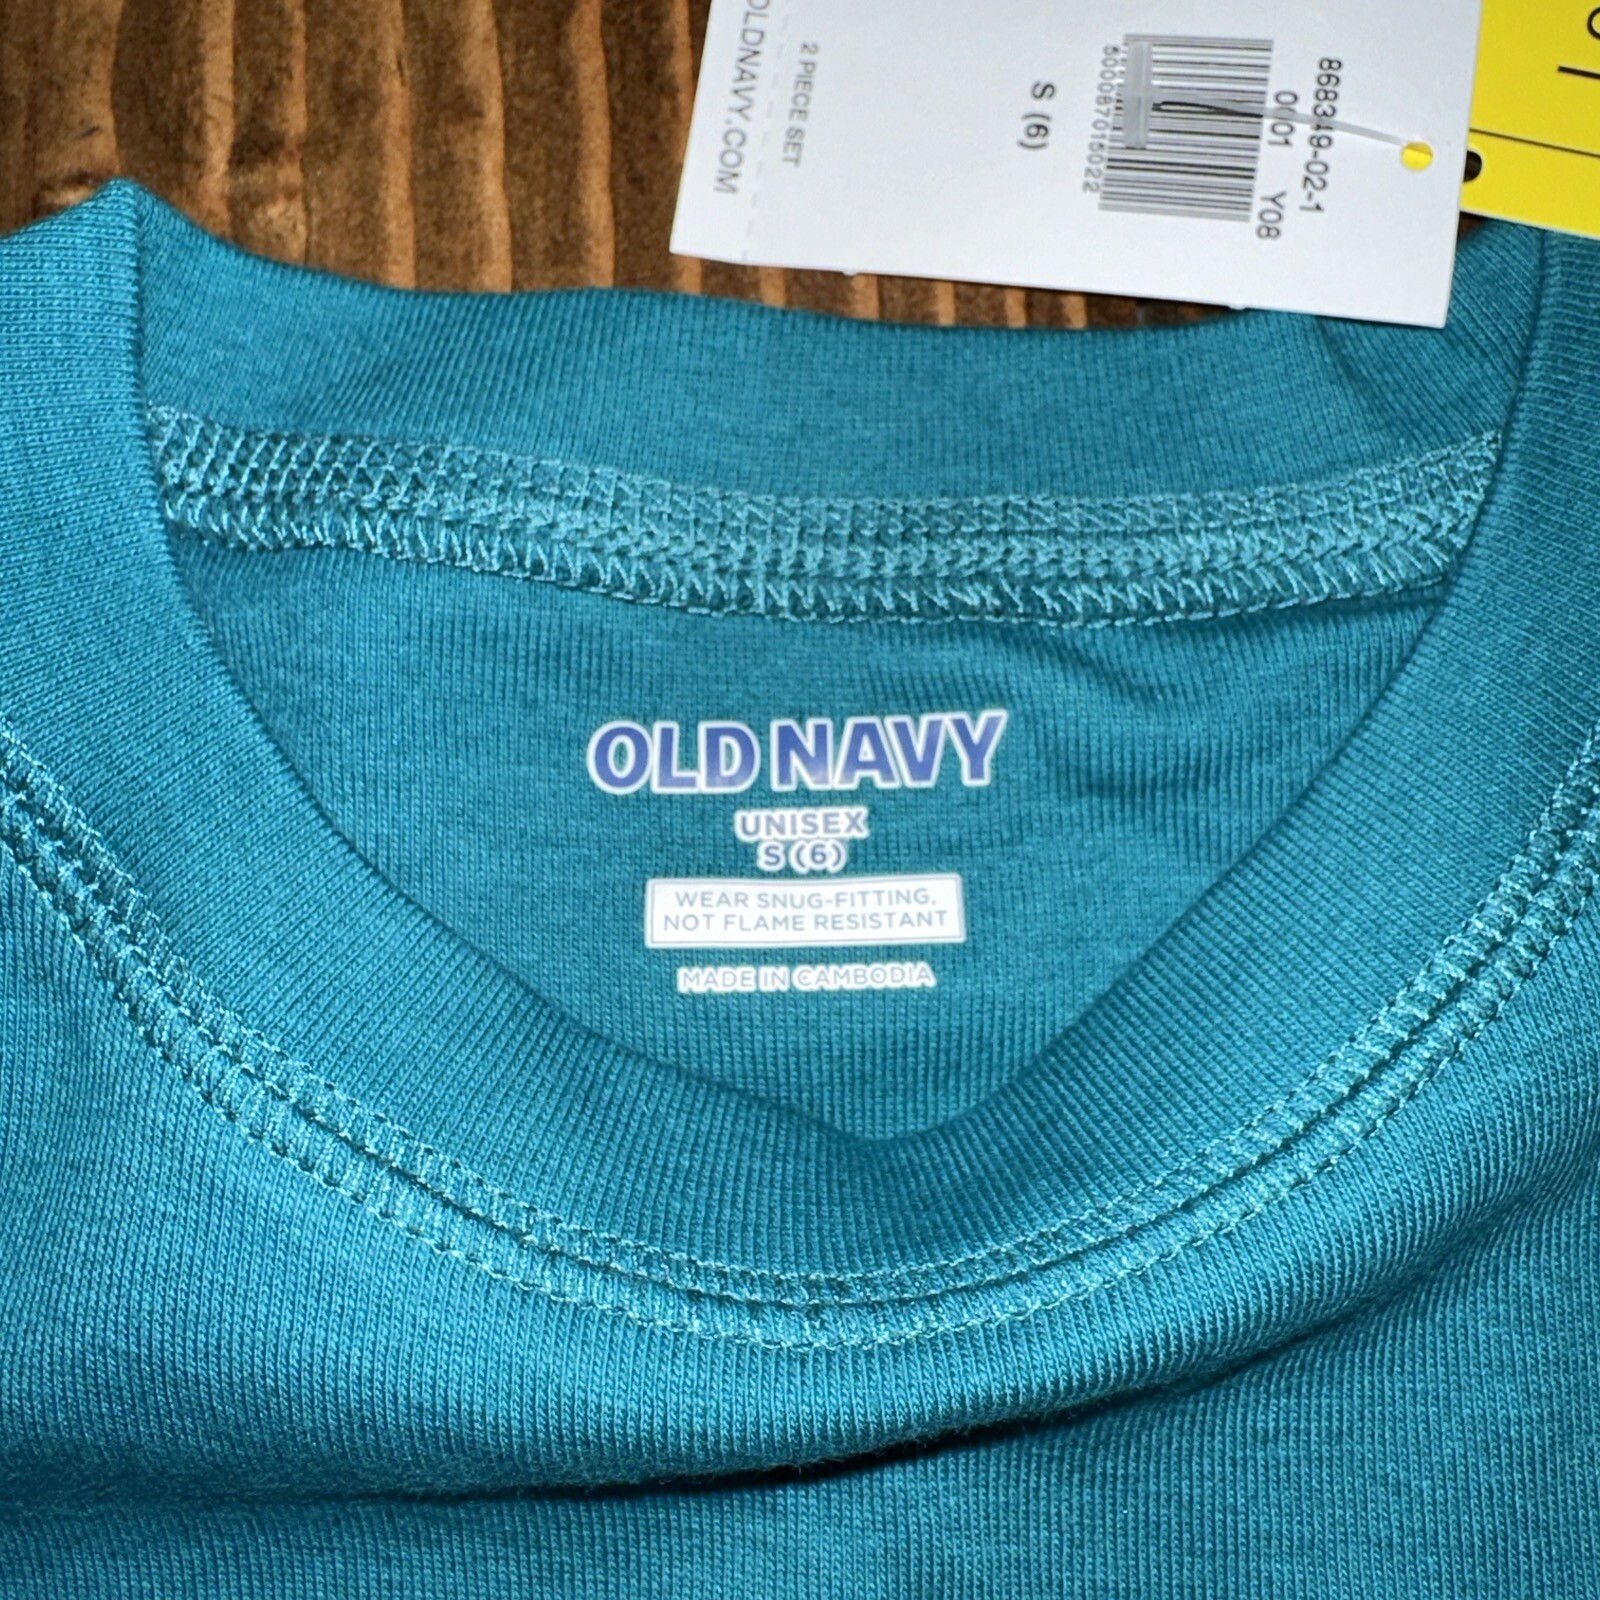 OLD NAVY
UNISEX
S (6)
WEAR SNUG-FITTING,
NOT FLAME RESISTANT
MADE IN CAMBODIA
868349-02-1
0001 Y08
500087015022
S (6)
2 PIECE SET
OLDNAVY.COM